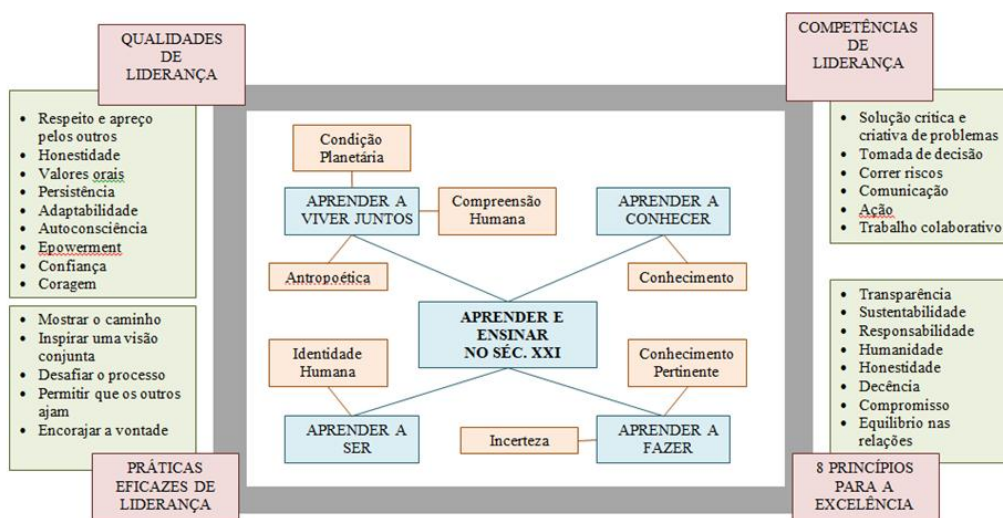 QUALIDADES
DE
LIDERANÇA
• Respeito e apreço
pelos outros
• Honestidade
• Valores orais
• Persistência
• Adaptabilidade
• Autoconsciência
• Epowerment
• Confiança
• Coragem
• Mostrar o caminho
• Inspirar uma visão
conjunta
• Desafiar o processo
• Permitir que os outros
ajam
• Encorajar a vontade
PRÁTICAS
EFICAZES DE
LIDERANÇA
Condição
Planetária
APRENDER A
VIVER JUNTOS
Compreensão
Humana
Antropoética
APRENDER A
CONHECER
Conhecimento
APRENDER E
ENSINAR
NO SÉC. XXI
Identidade
Humana
APRENDER A
SER
Conhecimento
Pertinente
Incerteza
APRENDER A
FAZER
COMPETÊNCIAS
DE
LIDERANÇA
• Solução critica e
criativa de problemas
• Tomada de decisão
• Correr riscos
• Comunicação
• Ação
• Trabalho colaborativo
• Transparência
• Sustentabilidade
• Responsabilidade
• Humanidade
• Honestidade
• Decência
• Compromisso
• Equilibrio nas
relações
8 PRINCÍPIOS
PARA A
EXCELÊNCIA